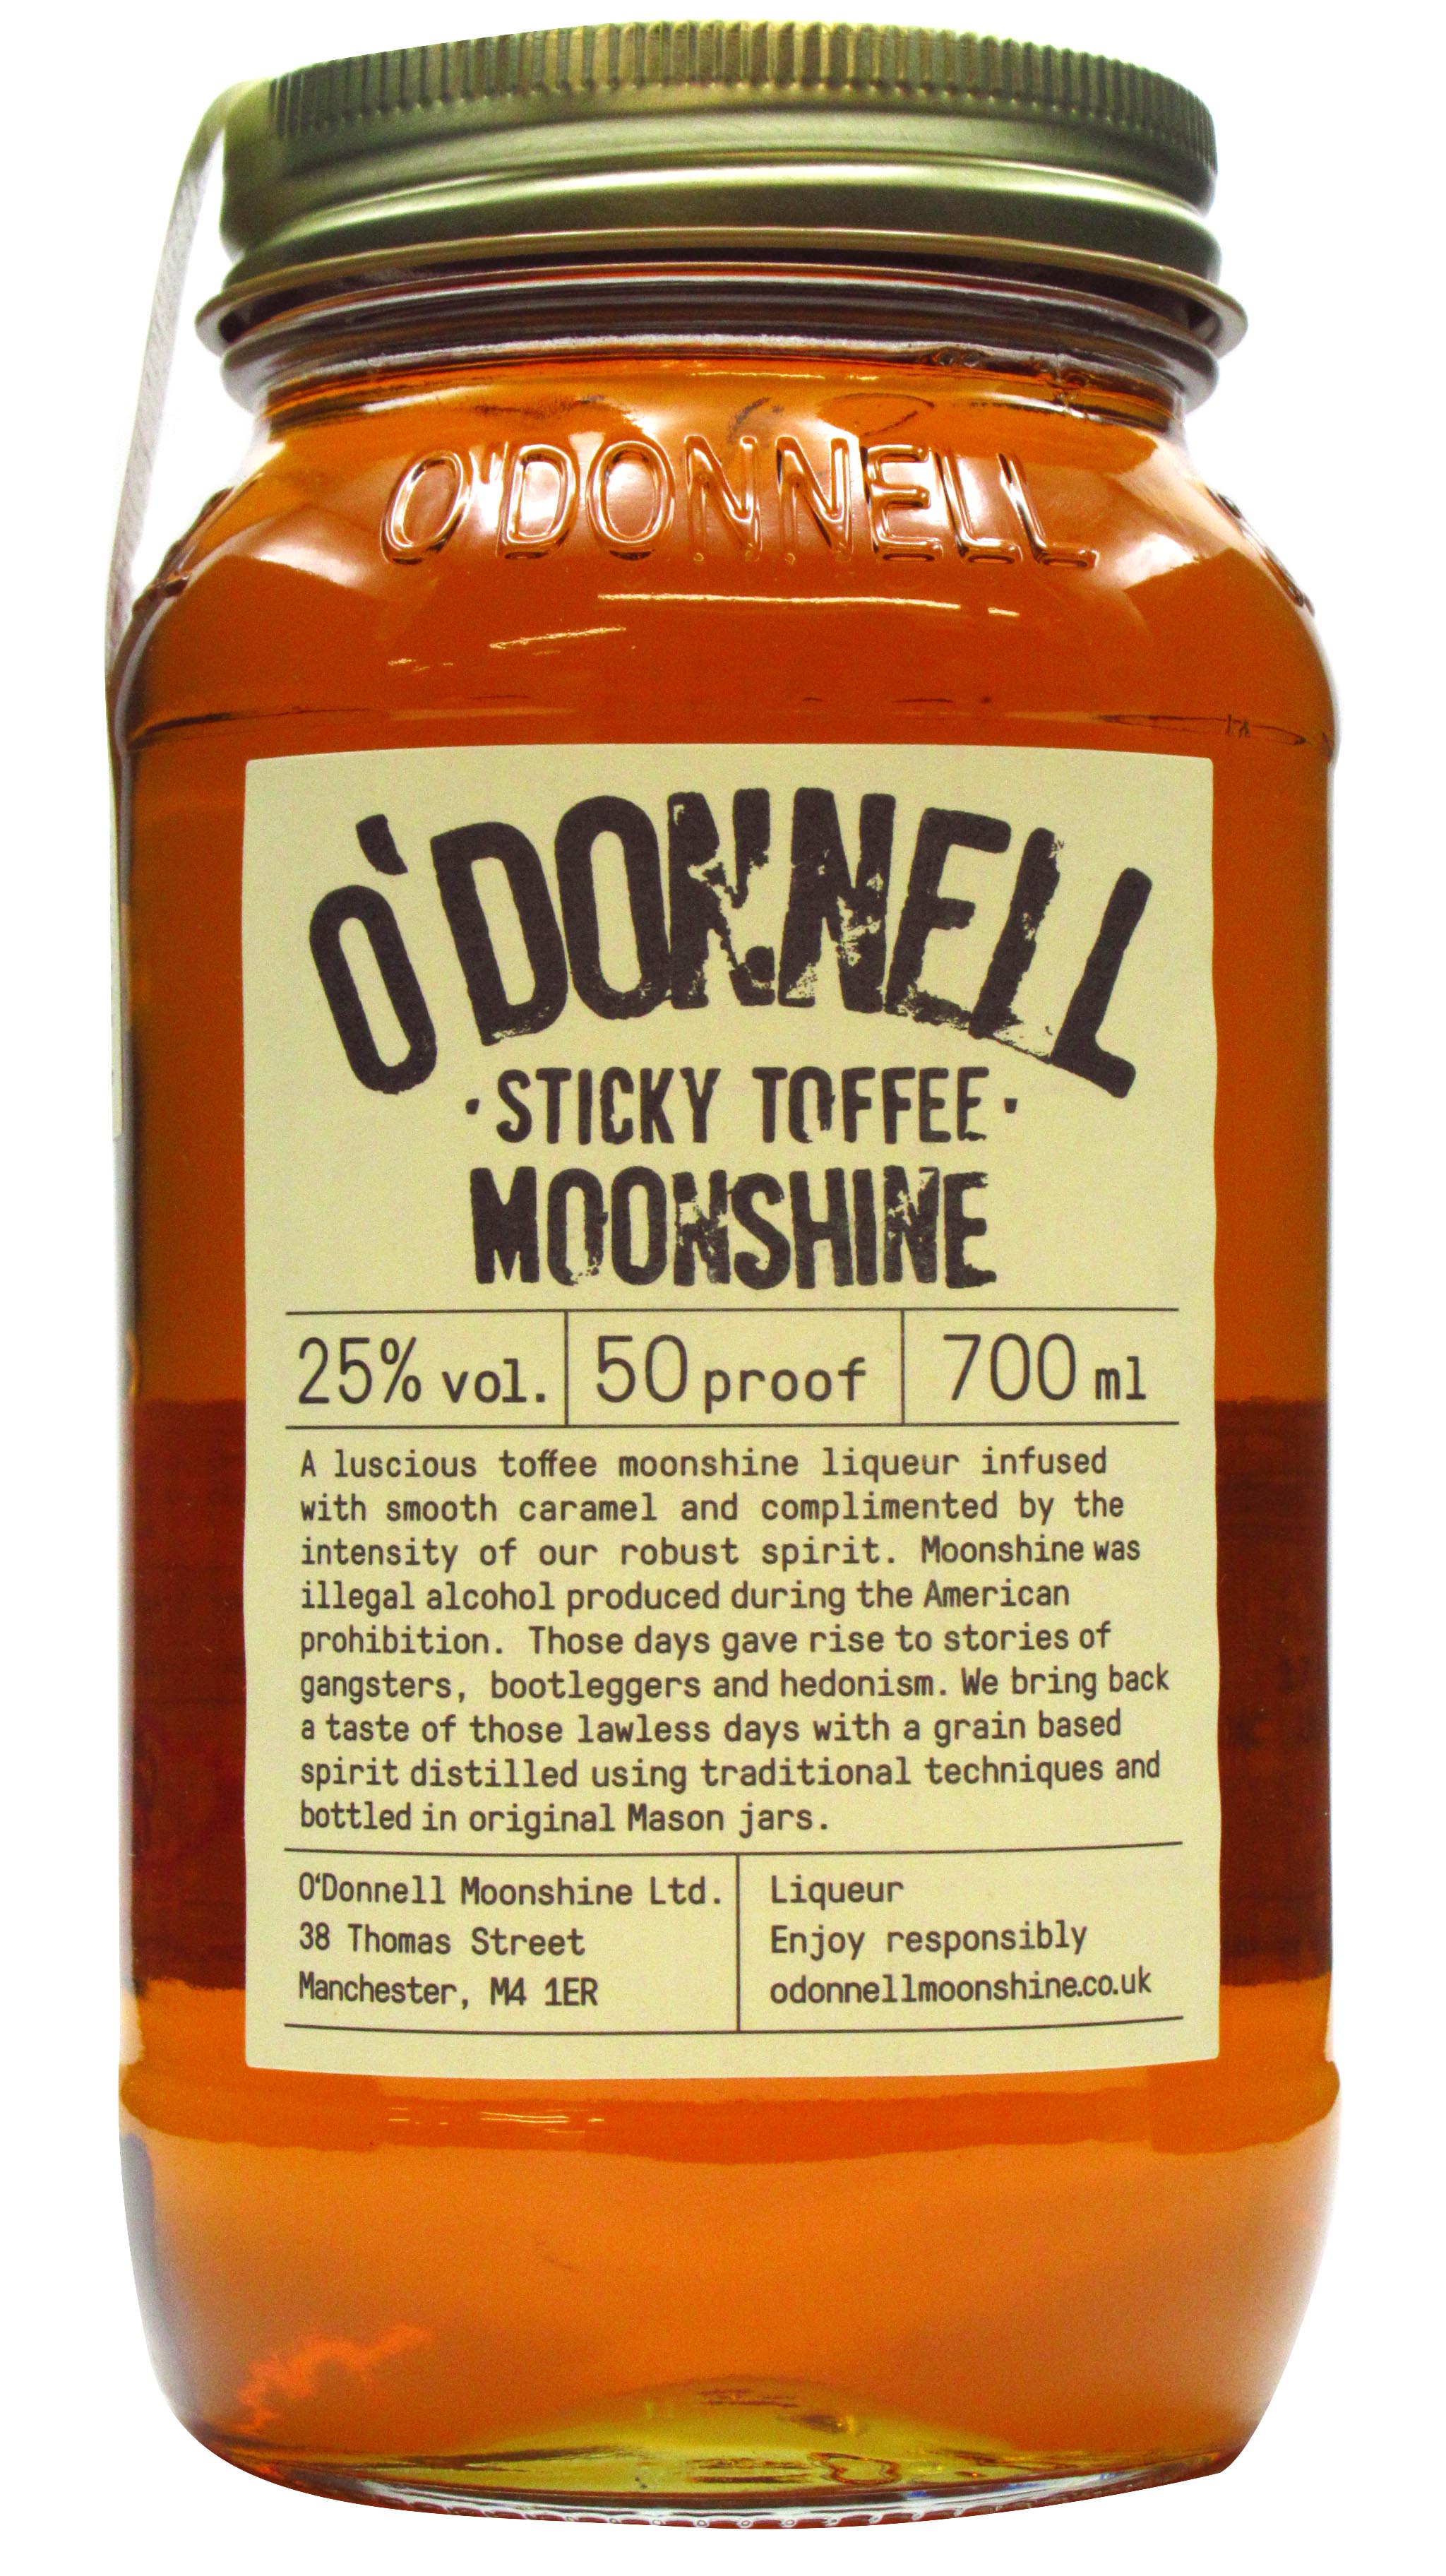 O'DONNELL
O'DONNELL
·STICKY TOFFEE·
MOONSHINE
25% vol. 50 proof 700 ml
A luscious toffee moonshine liqueur infused
with smooth caramel and complimented by the
intensity of our robust spirit. Moonshine was
illegal alcohol produced during the American
prohibition. Those days gave rise to stories of
gangsters, bootleggers and hedonism. We bring back
a taste of those lawless days with a grain based
spirit distilled using traditional techniques and
bottled in original Mason jars.
O‘Donnell Moonshine Ltd.
38 Thomas Street
Manchester, M4 1ER
Liqueur
Enjoy responsibly
odonnellmoonshine.co.uk